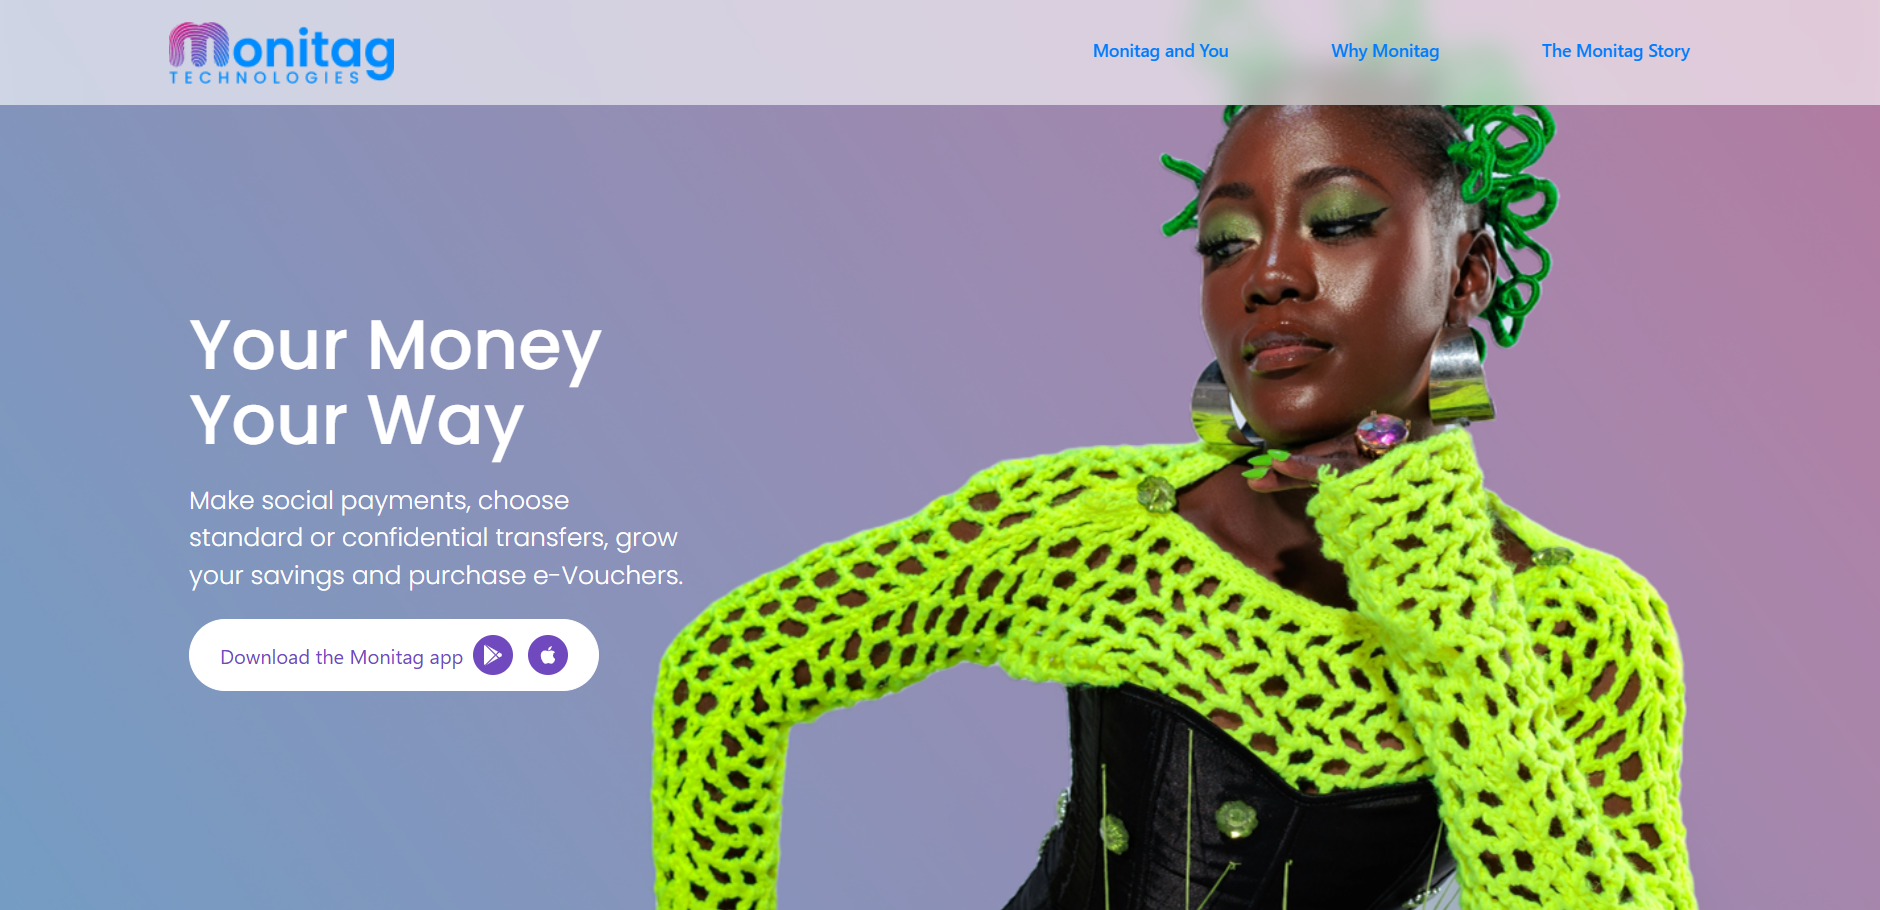 Monitag
TECHNOLOGIES
Monitag and You
Why Monitag
The Monitag Story
Your Money
Your Way
Make social payments, choose
standard or confidential transfers, grow
your savings and purchase e-Vouchers.
Download the Monitag app